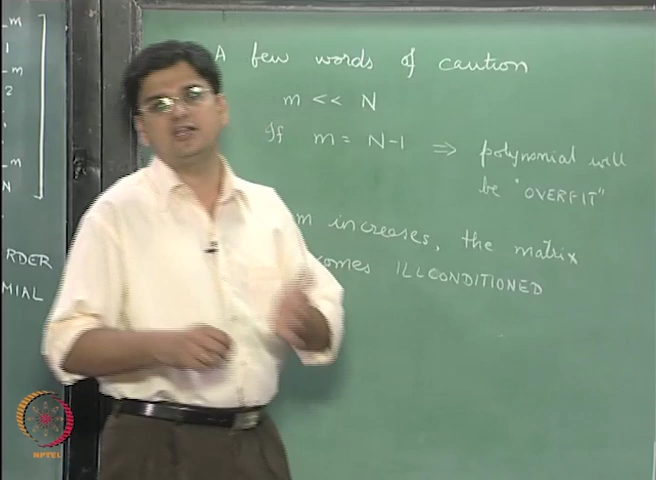 m
1
m
2
m
N
RDER
MIAL
A few words of caution
m << N
If m = N-1 ⇒ polynomial will
be "OVERFIT"
m increases, the matrix
comes ILLCONDITIONED
NPTEL